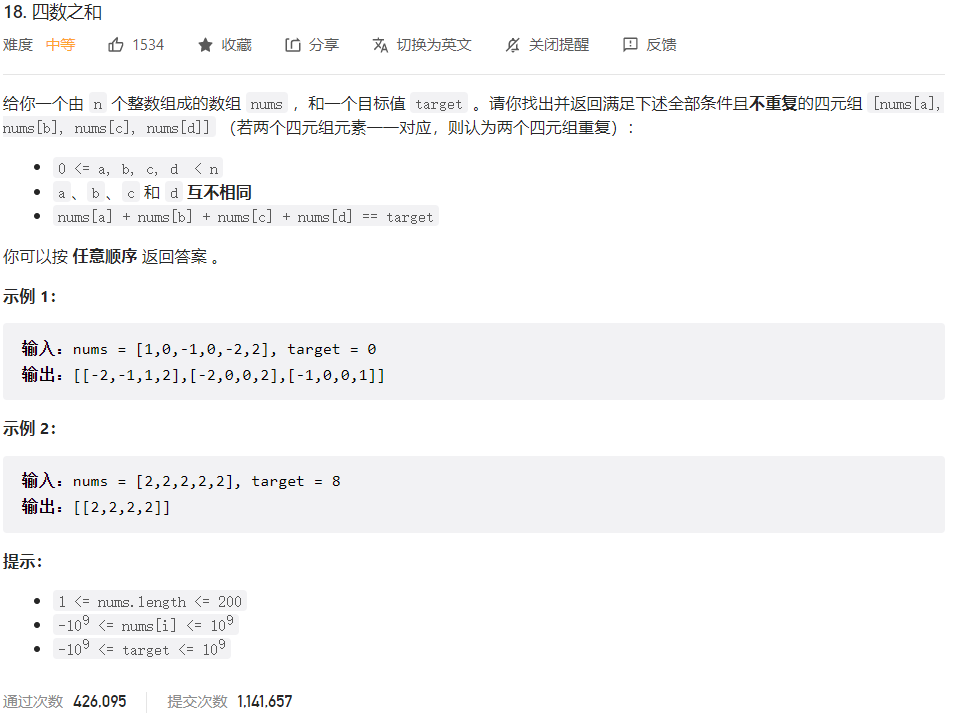 18. 四数之和
难度 中等 1534 收藏 分享 切换为英文 关闭提醒 反馈
给你一个由 n 个整数组成的数组 nums ，和一个目标值 target 。请你找出并返回满足下述全部条件且不重复的四元组 [nums[a],
nums[b], nums[c], nums[d]] （若两个四元组元素一一对应，则认为两个四元组重复）：
0 <= a, b, c, d < n
a、b、c 和 d 互不相同
nums[a] + nums[b] + nums[c] + nums[d] == target
你可以按 任意顺序 返回答案 。
示例 1：
输入：nums = [1,0,-1,0,-2,2], target = 0
输出：[[-2,-1,1,2],[-2,0,0,2],[-1,0,0,1]]
示例 2：
输入：nums = [2,2,2,2,2], target = 8
输出：[[2,2,2,2]]
提示：
1 <= nums.length <= 200
-10⁹ <= nums[i] <= 10⁹
-10⁹ <= target <= 10⁹
通过次数 426,095 提交次数 1,141,657